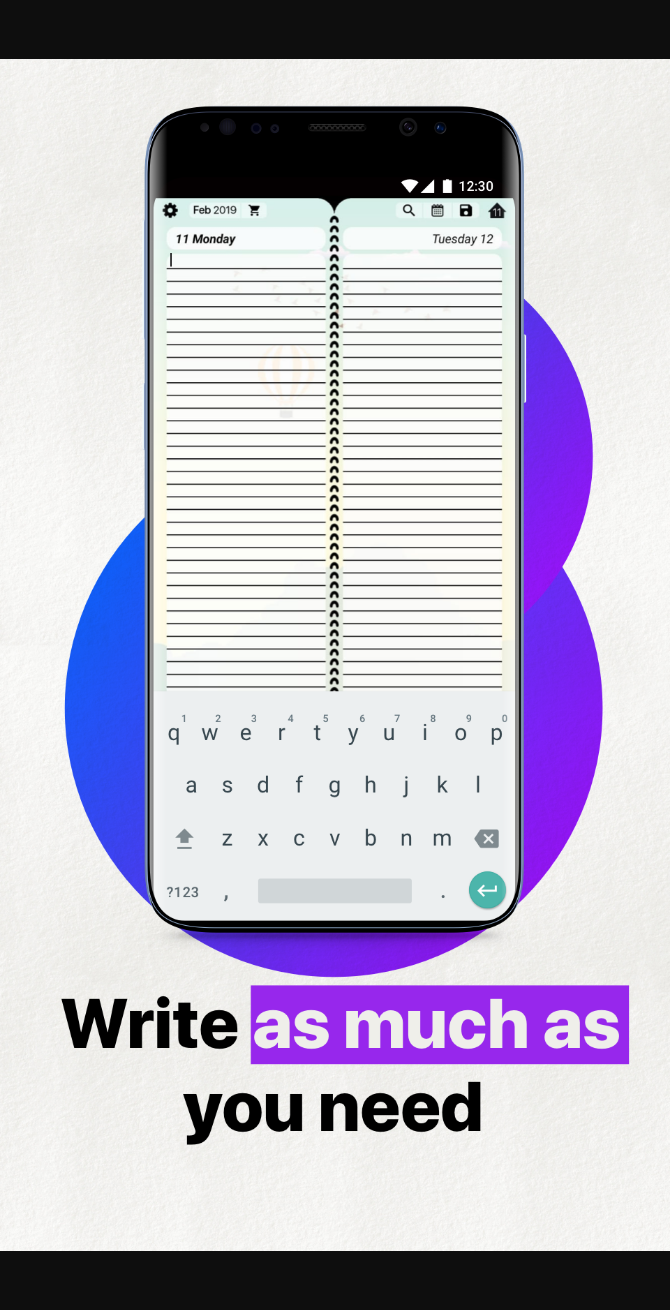 12:30
Feb 2019
11
11 Monday
Tuesday 12
1 2 3 4 5 6 7 8 9 0
q w e r t y u i o p
a s d f g h j k l
z x c v b n m
?123 , .
Write as much as
you need